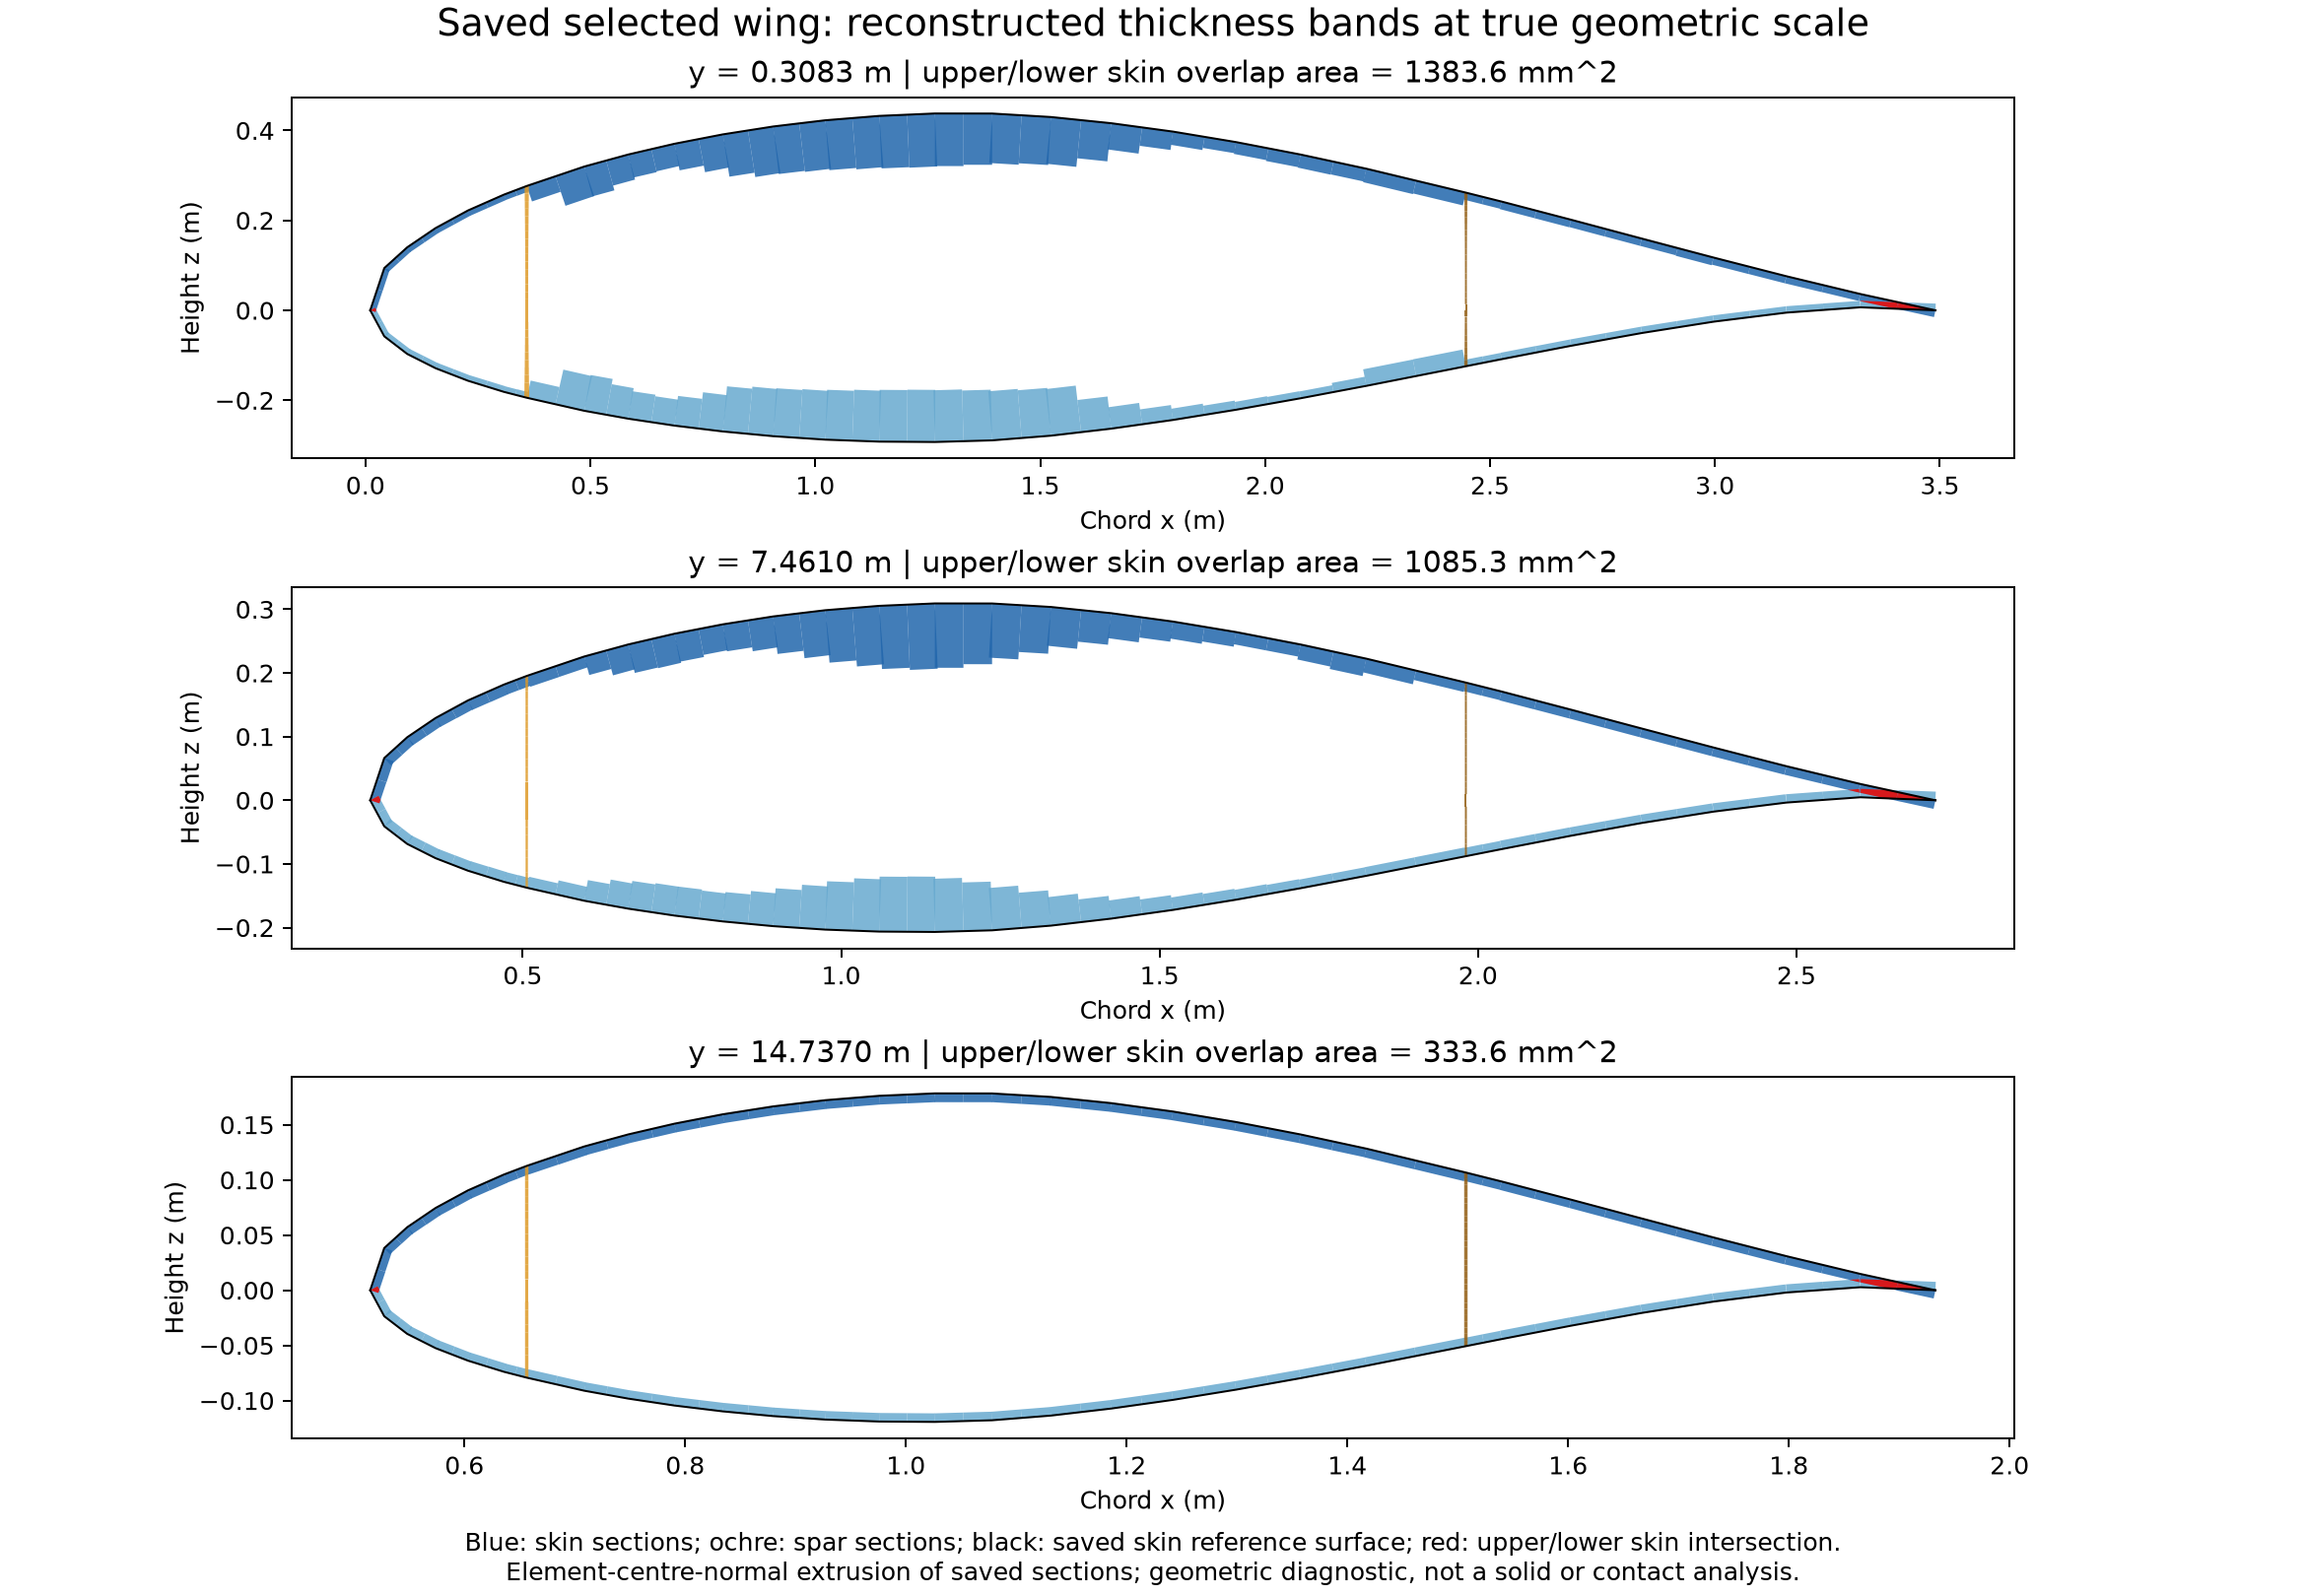 Saved selected wing: reconstructed thickness bands at true geometric scale
y = 0.3083 m | upper/lower skin overlap area = 1383.6 mm^2
0.4
0.2
0.0
−0.2
Height z (m)
0.0 0.5 1.0 1.5 2.0 2.5 3.0 3.5
Chord x (m)
y = 7.4610 m | upper/lower skin overlap area = 1085.3 mm^2
0.3
0.2
0.1
0.0
−0.1
−0.2
Height z (m)
0.5 1.0 1.5 2.0 2.5
Chord x (m)
y = 14.7370 m | upper/lower skin overlap area = 333.6 mm^2
0.15
0.10
0.05
0.00
−0.05
−0.10
Height z (m)
0.6 0.8 1.0 1.2 1.4 1.6 1.8 2.0
Chord x (m)
Blue: skin sections; ochre: spar sections; black: saved skin reference surface; red: upper/lower skin intersection.
Element-centre-normal extrusion of saved sections; geometric diagnostic, not a solid or contact analysis.